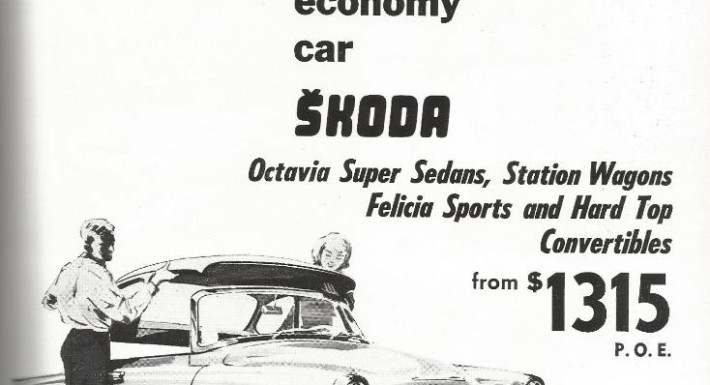 economy
car
ŠKODA
Octavia Super Sedans, Station Wagons
Felicia Sports and Hard Top
Convertibles
from $1315
P.O.E.